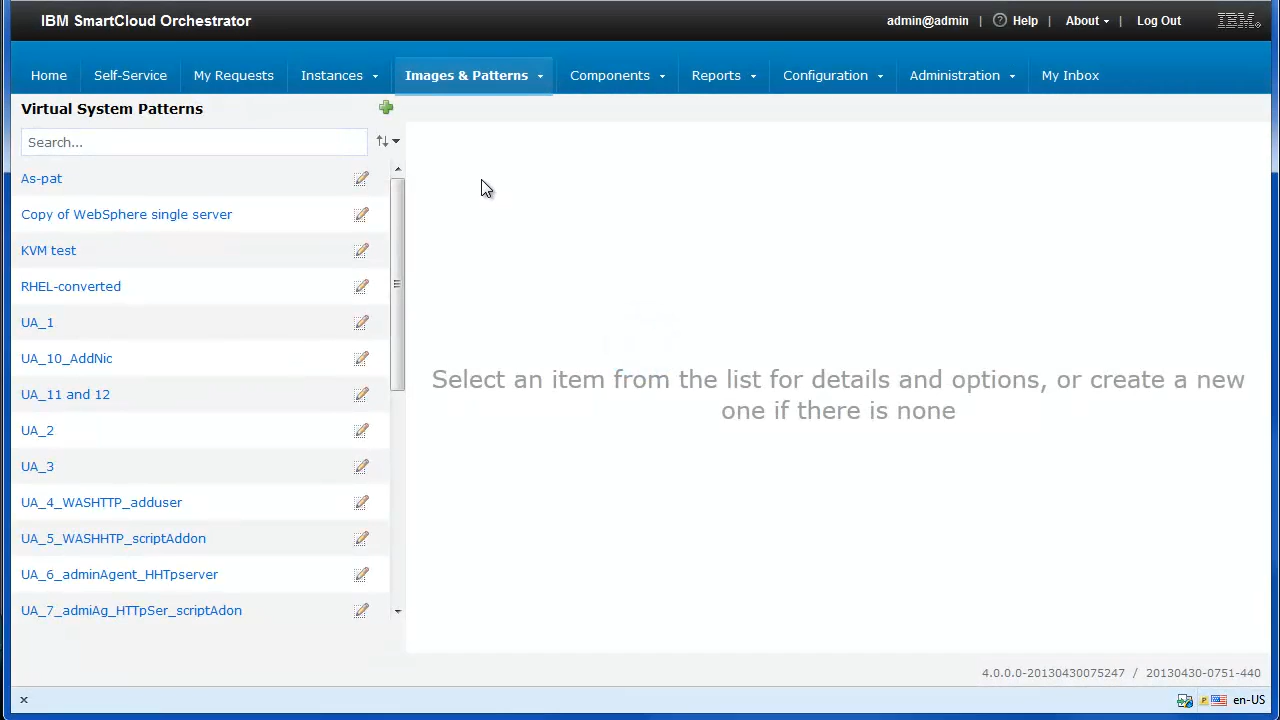 IBM SmartCloud Orchestrator
admin@admin
Help
About
Log Out
IBM.
Home
Self-Service
My Requests
Instances
Images & Patterns
Components
Reports
Configuration
Administration
My Inbox
Virtual System Patterns
Search...
As-pat
Copy of WebSphere single server
KVM test
RHEL-converted
UA_1
UA_10_AddNic
UA_11 and 12
UA_2
UA_3
UA_4_WASHTTP_adduser
UA_5_WASHHTP_scriptAddon
UA_6_adminAgent_HHTpserver
UA_7_admiAg_HTTpSer_scriptAdon
Select an item from the list for details and options, or create a new
one if there is none
4.0.0.0-20130430075247 / 20130430-0751-440
en-US